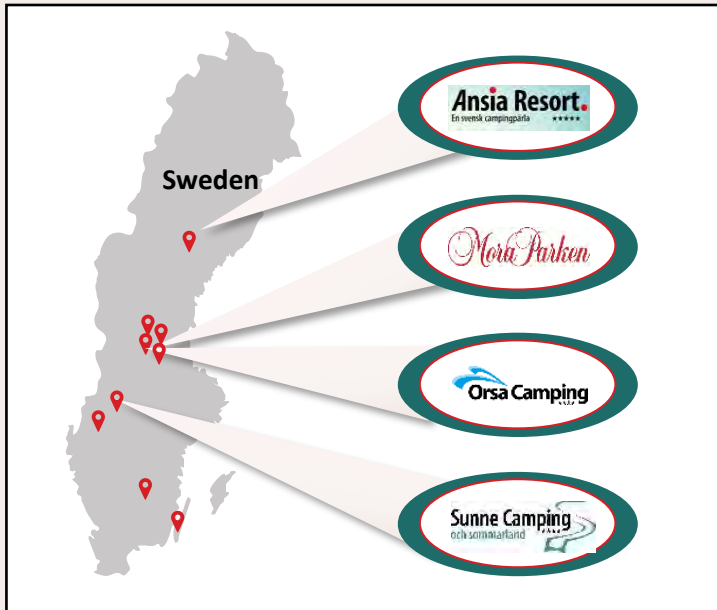 Sweden
Ansia Resort.
En svensk campingpärla
Mora Parken
Orsa Camping
Sunne Camping
och sommarland